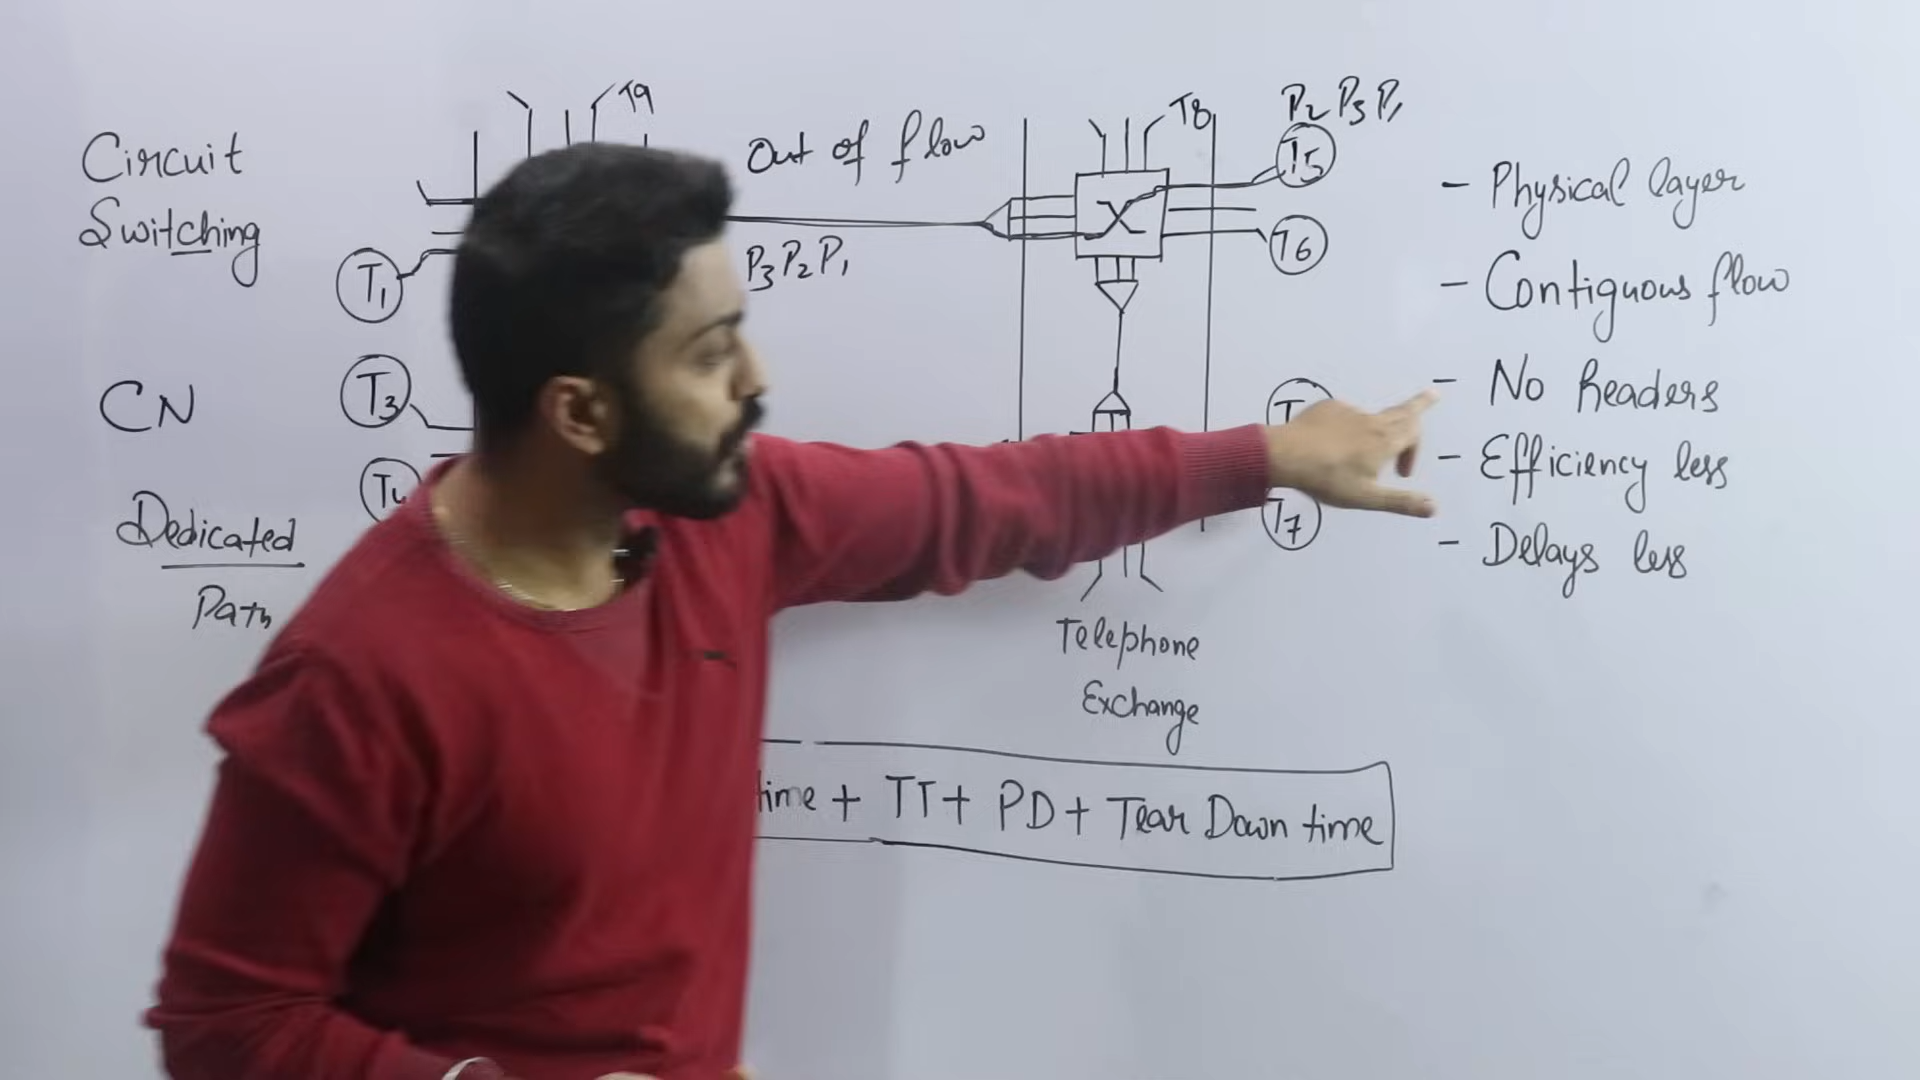 Circuit
Switching
CN
Dedicated
Path
T9
Out of flow
P3 P2 P1
T1
T3
T4
T8
P2 P3 P1
T5
T6
T7
Telephone
Exchange
time + TT + PD + Tear Down time
- Physical layer
- Contiguous flow
- No headers
- Efficiency less
- Delays less